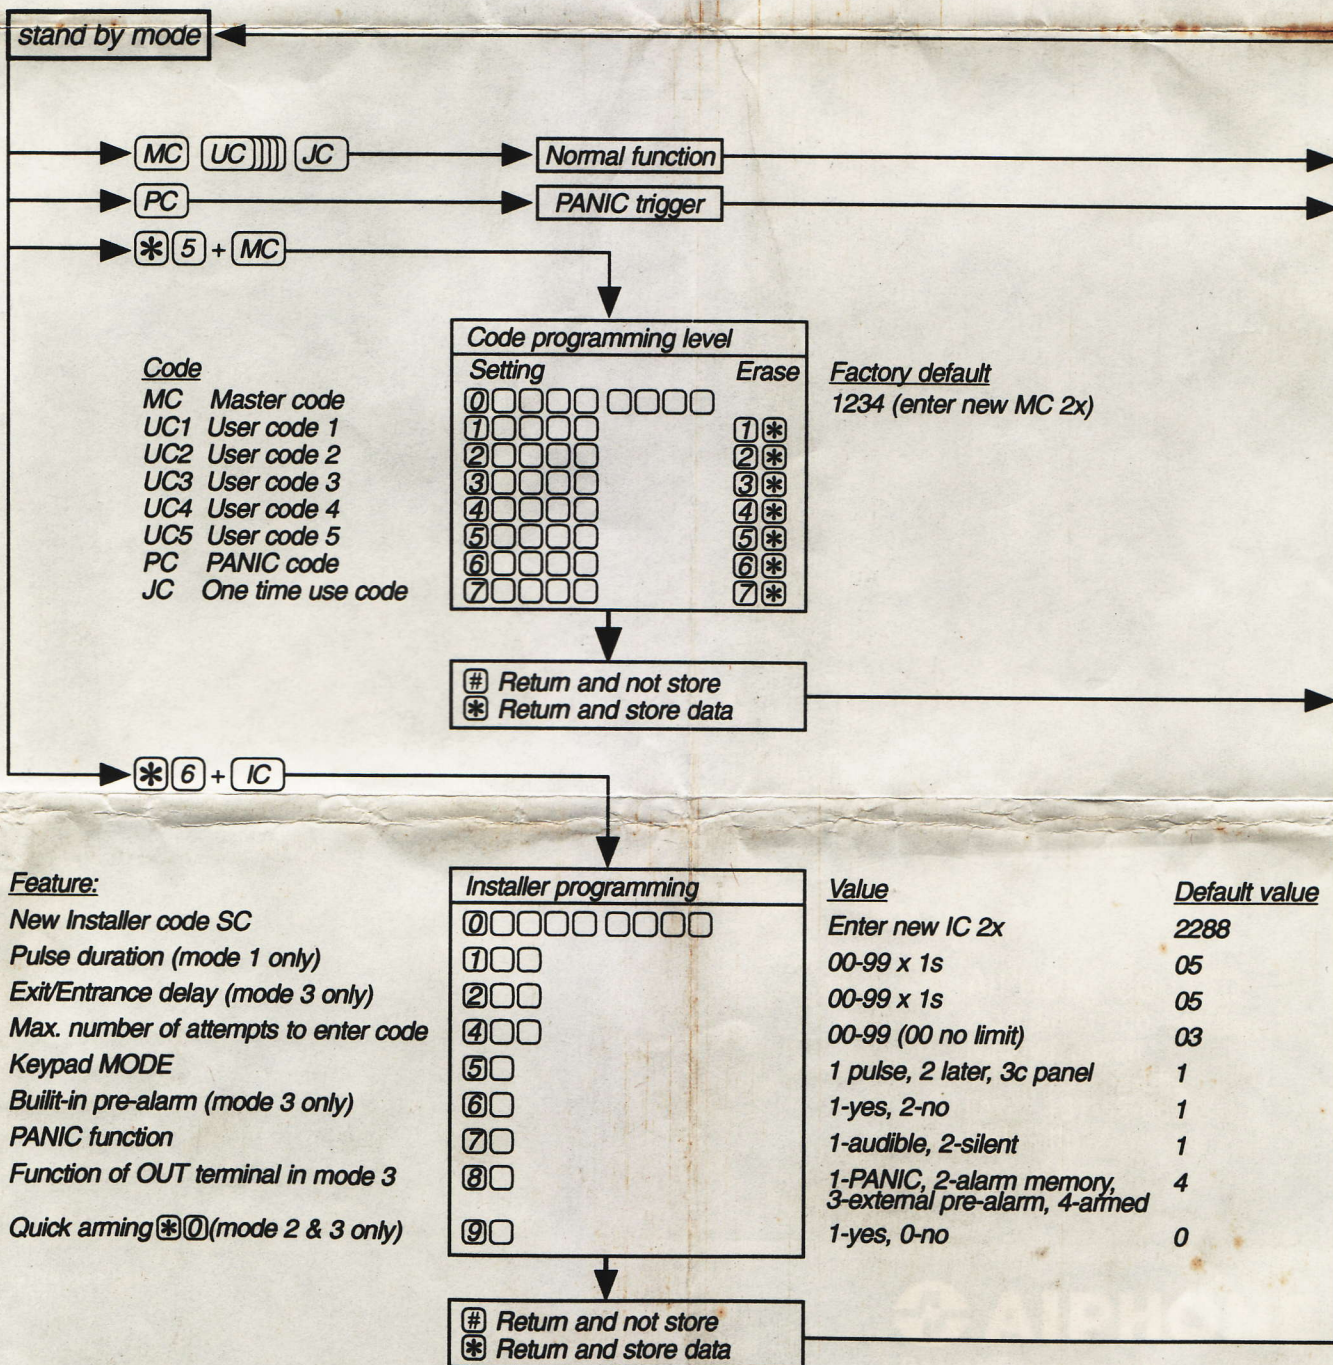 stand by mode
MC UC JC Normal function
PC PANIC trigger
* 5 + MC
Code programming level
Code Setting Erase Factory default
MC Master code 0 1234 (enter new MC 2x)
UC1 User code 1 1 1 *
UC2 User code 2 2 2 *
UC3 User code 3 3 3 *
UC4 User code 4 4 4 *
UC5 User code 5 5 5 *
PC PANIC code 6 6 *
JC One time use code 7 7 *
# Return and not store
* Return and store data
* 6 + IC
Feature: Installer programming Value Default value
New Installer code SC 0 Enter new IC 2x 2288
Pulse duration (mode 1 only) 1 00-99 x 1s 05
Exit/Entrance delay (mode 3 only) 2 00-99 x 1s 05
Max. number of attempts to enter code 4 00-99 (00 no limit) 03
Keypad MODE 5 1 pulse, 2 later, 3c panel 1
Builit-in pre-alarm (mode 3 only) 6 1-yes, 2-no 1
PANIC function 7 1-audible, 2-silent 1
Function of OUT terminal in mode 3 8 1-PANIC, 2-alarm memory, 4
3-external pre-alarm, 4-armed
Quick arming * 0 (mode 2 & 3 only) 9 1-yes, 0-no 0
# Return and not store
* Return and store data